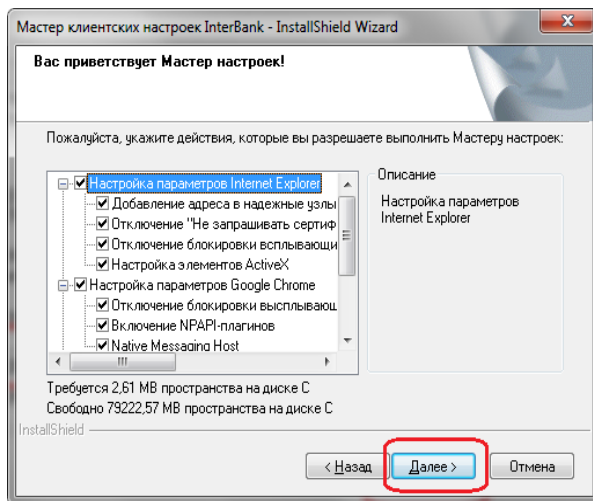 Мастер клиентских настроек InterBank - InstallShield Wizard
Вас приветствует Мастер настроек!
Пожалуйста, укажите действия, которые вы разрешаете выполнить Мастеру настроек:
Настройка параметров Internet Explorer
Добавление адреса в надежные узлы
Отключение "Не запрашивать сертиф
Отключение блокировки всплывающи
Настройка элементов ActiveX
Настройка параметров Google Chrome
Отключение блокировки высплывающ
Включение NPAPI-плагинов
Native Messaging Host
Описание
Настройка параметров
Internet Explorer
Требуется 2,61 MB пространства на диске C
Свободно 79222,57 MB пространства на диске C
InstallShield
< Назад
Далее >
Отмена